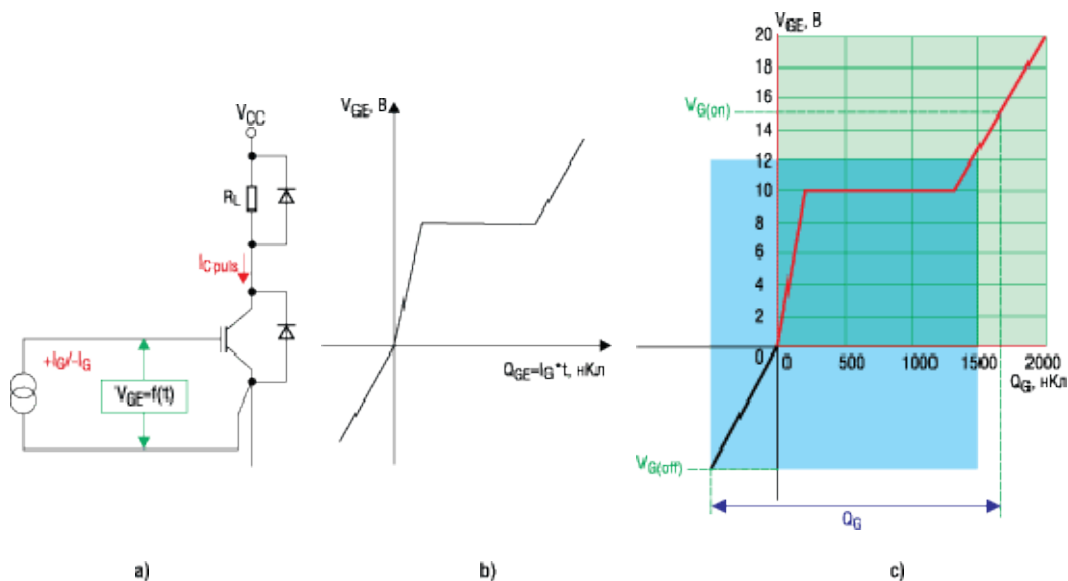 V_CC
R_L
I_C puls
+I_G/-I_G
V_GE=f(t)
a)
V_GE, В
Q_GE=I_G*t, нКл
b)
V_GE, В
20
18
16
V_G(on)
14
12
10
8
6
4
2
0
0 500 1000 1500 2000
Q_G, нКл
V_G(off)
Q_G
c)